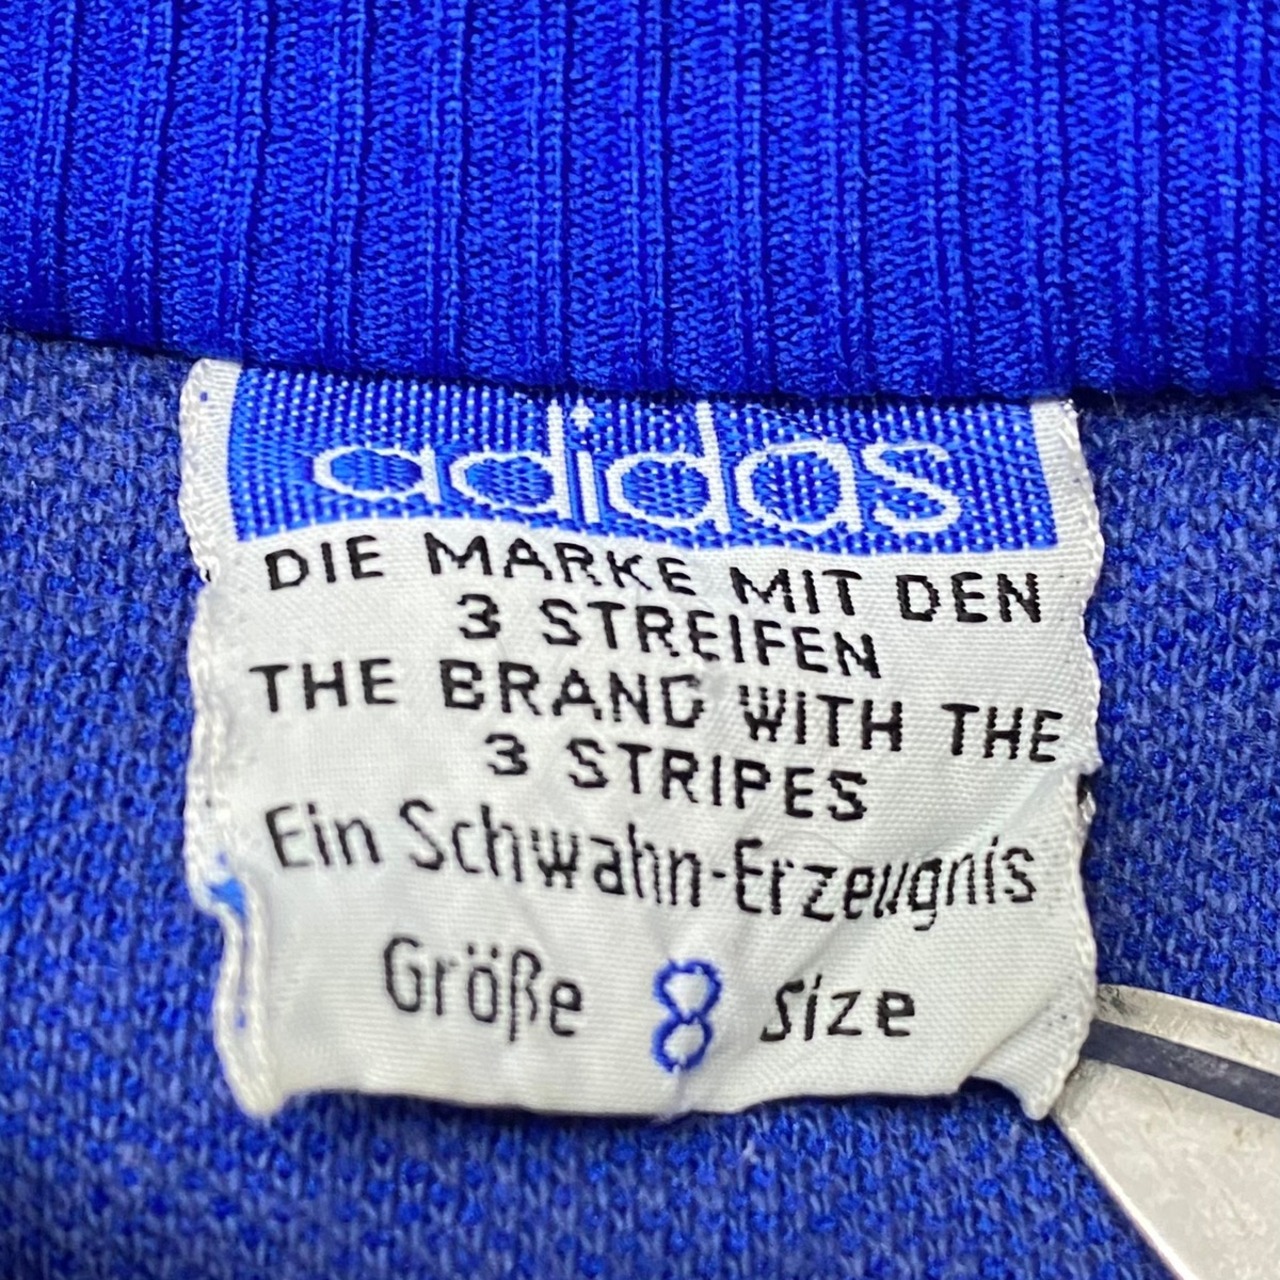 adidas
DIE MARKE MIT DEN
3 STREIFEN
THE BRAND WITH THE
3 STRIPES
Ein Schwahn-Erzeugnis
Größe 8 size